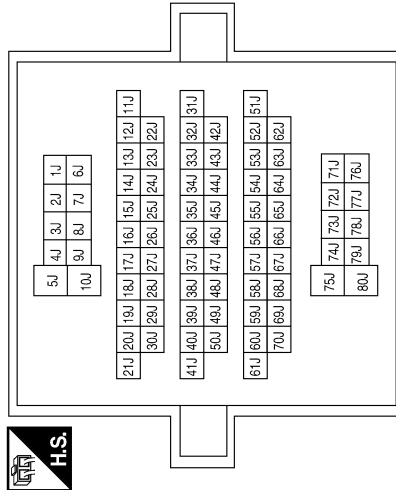 H.S.
5J 4J 3J 2J 1J
10J 9J 8J 7J 6J
21J 20J 19J 18J 17J 16J 15J 14J 13J 12J 11J
30J 29J 28J 27J 26J 25J 24J 23J 22J
41J 40J 39J 38J 37J 36J 35J 34J 33J 32J 31J
50J 49J 48J 47J 46J 45J 44J 43J 42J
61J 60J 59J 58J 57J 56J 55J 54J 53J 52J 51J
70J 69J 68J 67J 66J 65J 64J 63J 62J
75J 74J 73J 72J 71J
80J 79J 78J 77J 76J